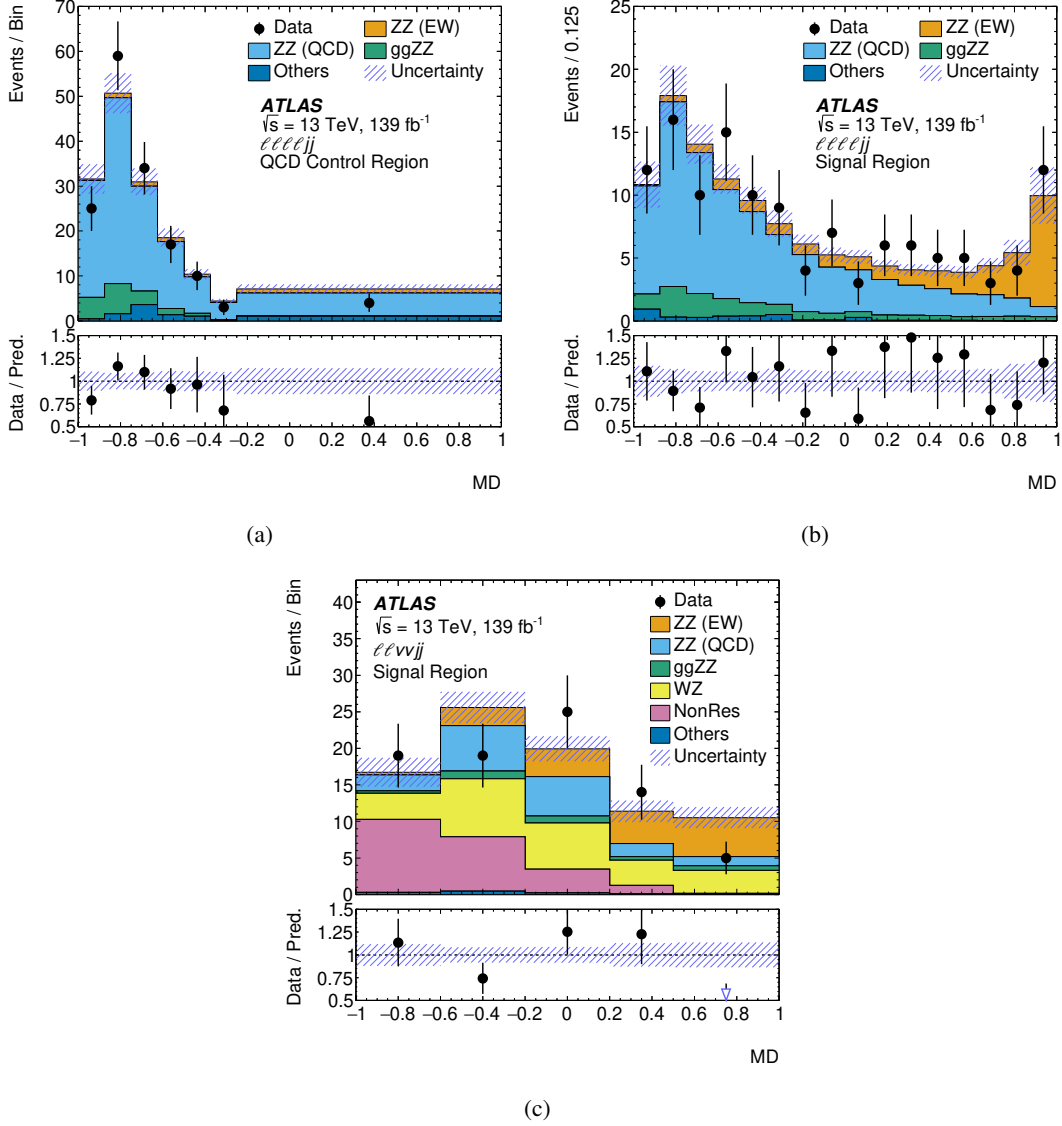 Events / Bin
70
60
50
40
30
20
10
0
Data
ZZ (EW)
ZZ (QCD)
ggZZ
Others
Uncertainty
ATLAS
√s = 13 TeV, 139 fb⁻¹
ℓℓℓℓjj
QCD Control Region
Data / Pred.
1.5
1.25
1
0.75
0.5
−1 −0.8 −0.6 −0.4 −0.2 0 0.2 0.4 0.6 0.8 1
MD
(a)
Events / 0.125
25
20
15
10
5
0
Data
ZZ (EW)
ZZ (QCD)
ggZZ
Others
Uncertainty
ATLAS
√s = 13 TeV, 139 fb⁻¹
ℓℓℓℓjj
Signal Region
Data / Pred.
1.5
1.25
1
0.75
0.5
−1 −0.8 −0.6 −0.4 −0.2 0 0.2 0.4 0.6 0.8 1
MD
(b)
Events / Bin
40
35
30
25
20
15
10
5
0
ATLAS
√s = 13 TeV, 139 fb⁻¹
ℓℓννjj
Signal Region
Data
ZZ (EW)
ZZ (QCD)
ggZZ
WZ
NonRes
Others
Uncertainty
Data / Pred.
1.5
1.25
1
0.75
0.5
−1 −0.8 −0.6 −0.4 −0.2 0 0.2 0.4 0.6 0.8 1
MD
(c)